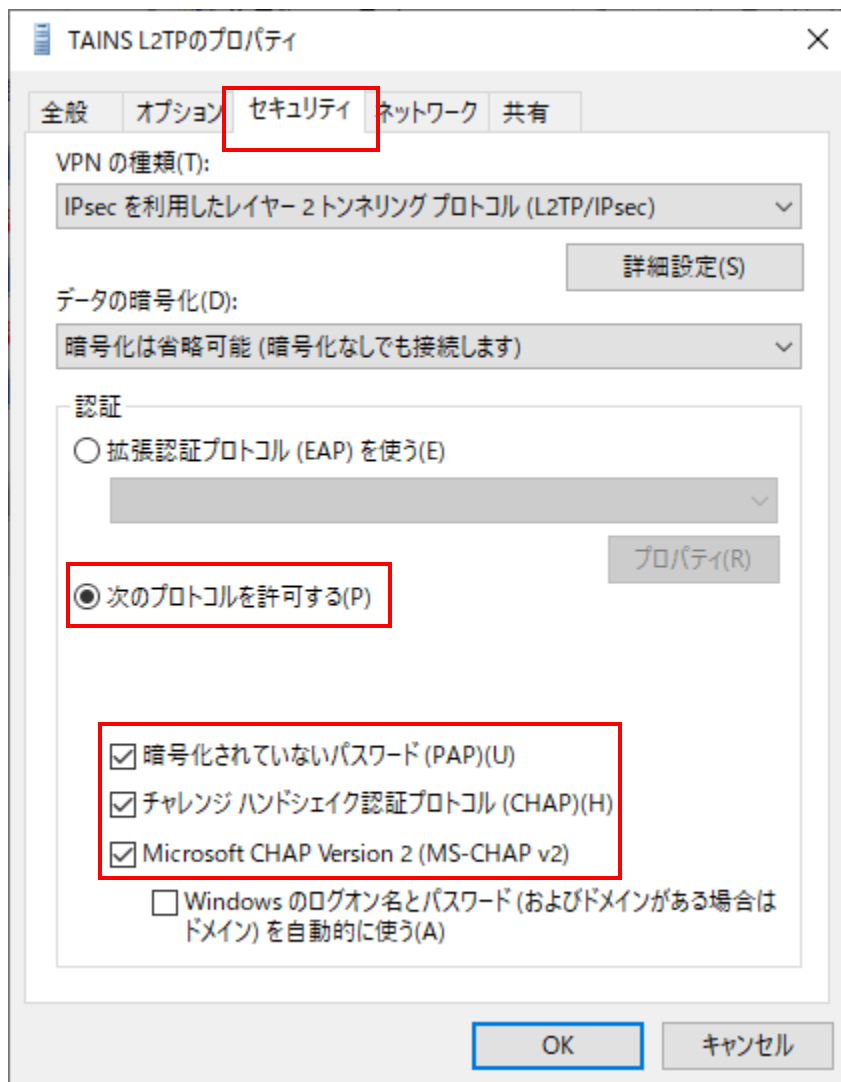 TAINS L2TPのプロパティ
全般 オプション セキュリティ ネットワーク 共有
VPN の種類(T):
IPsec を利用したレイヤー 2 トンネリング プロトコル (L2TP/IPsec)
詳細設定(S)
データの暗号化(D):
暗号化は省略可能 (暗号化なしでも接続します)
認証
拡張認証プロトコル (EAP) を使う(E)
プロパティ(R)
次のプロトコルを許可する(P)
暗号化されていないパスワード (PAP)(U)
チャレンジ ハンドシェイク認証プロトコル (CHAP)(H)
Microsoft CHAP Version 2 (MS-CHAP v2)
Windows のログオン名とパスワード (およびドメインがある場合は
ドメイン) を自動的に使う(A)
OK キャンセル